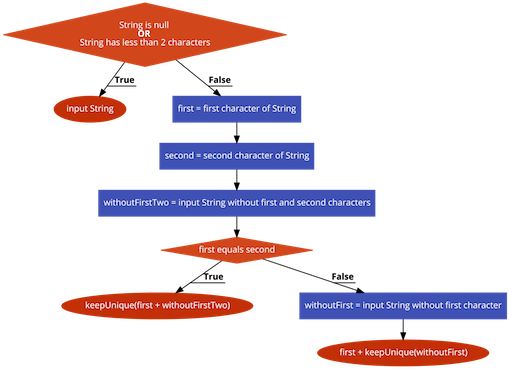 String is null
OR
String has less than 2 characters
True
False
input String
first = first character of String
second = second character of String
withoutFirstTwo = input String without first and second characters
first equals second
True
False
keepUnique(first + withoutFirstTwo)
withoutFirst = input String without first character
first + keepUnique(withoutFirst)